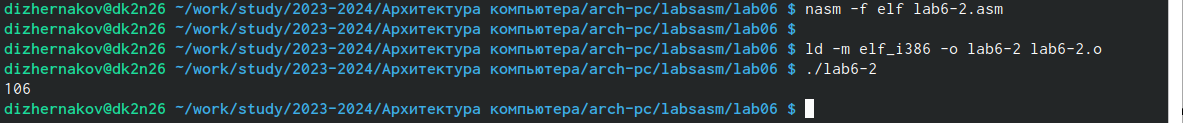 dizhernakov@dk2n26 ~/work/study/2023-2024/Архитектура компьютера/arch-pc/labsasm/lab06 $ nasm -f elf lab6-2.asm
dizhernakov@dk2n26 ~/work/study/2023-2024/Архитектура компьютера/arch-pc/labsasm/lab06 $
dizhernakov@dk2n26 ~/work/study/2023-2024/Архитектура компьютера/arch-pc/labsasm/lab06 $ ld -m elf_i386 -o lab6-2 lab6-2.o
dizhernakov@dk2n26 ~/work/study/2023-2024/Архитектура компьютера/arch-pc/labsasm/lab06 $ ./lab6-2
106
dizhernakov@dk2n26 ~/work/study/2023-2024/Архитектура компьютера/arch-pc/labsasm/lab06 $